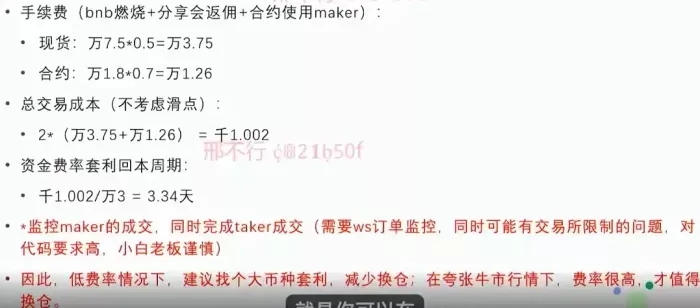 手续费（bnb燃烧+分享会返佣+合约使用maker）：
现货：万7.5*0.5=万3.75
合约：万1.8*0.7=万1.26
总交易成本（不考虑滑点）：
2*（万3.75+万1.26）= 千1.002
邢不行
资金费率套利回本周期：
千1.002/万3 = 3.34天
*监控maker的成交，同时完成taker成交（需要ws订单监控，同时可能有交易所限制的问题，对
代码要求高，小白老板谨慎）
因此，低费率情况下，建议找个大币种套利，减少换仓；在夸张牛市行情下，费率很高，才值得
换仓。